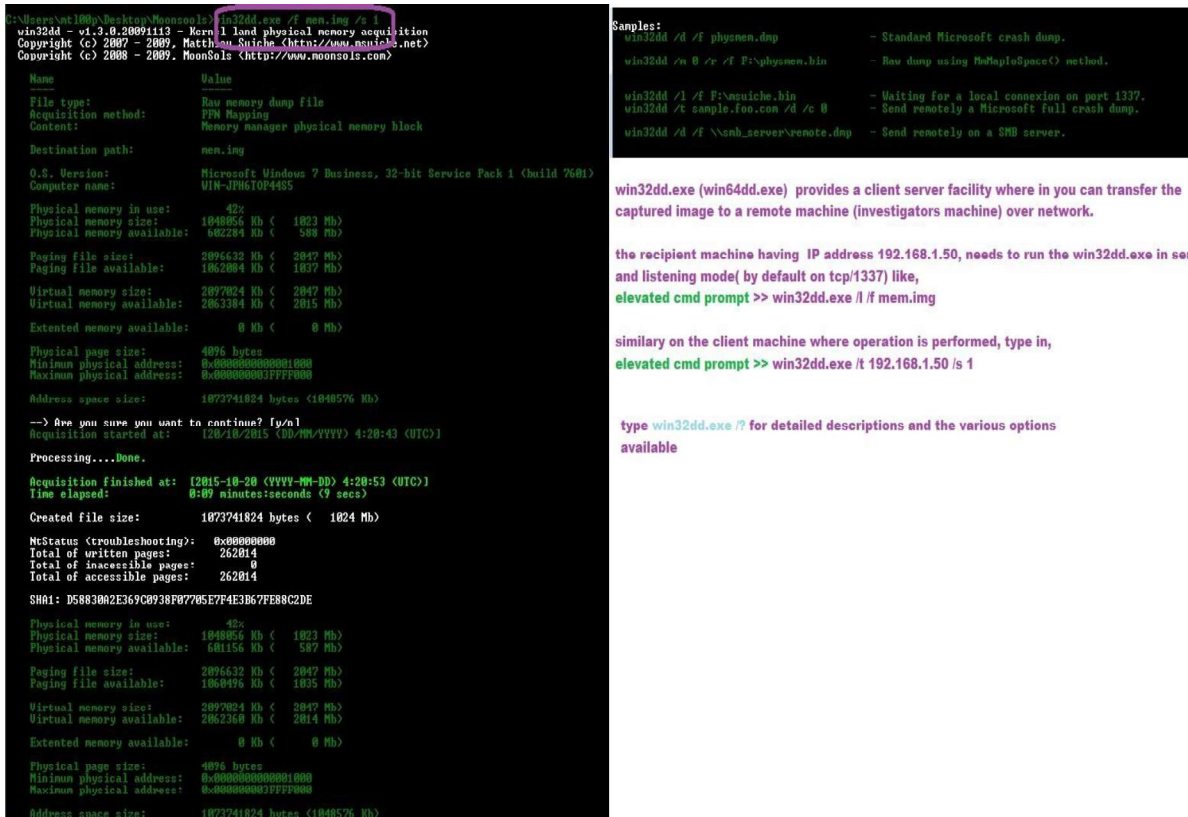 C:\Users\mtl00p\Desktop\Moonsools>win32dd.exe /f mem.img /s 1
win32dd - v1.3.0.20091113 - Kernel land physical memory acquisition
Copyright (c) 2007 - 2009, Matthieu Suiche <http://www.msuiche.net>
Copyright (c) 2008 - 2009, MoonSols <http://www.moonsols.com>
Name Value
---- -----
File type: Raw memory dump file
Acquisition method: PFN Mapping
Content: Memory manager physical memory block
Destination path: mem.img
O.S. Version: Microsoft Windows 7 Business, 32-bit Service Pack 1 (build 7601)
Computer name: WIN-JPH6TOP44S5
Physical memory in use: 42%
Physical memory size: 1048056 Kb ( 1023 Mb)
Physical memory available: 602284 Kb ( 588 Mb)
Paging file size: 2096632 Kb ( 2047 Mb)
Paging file available: 1062084 Kb ( 1037 Mb)
Virtual memory size: 2097024 Kb ( 2047 Mb)
Virtual memory available: 2063384 Kb ( 2015 Mb)
Extented memory available: 0 Kb ( 0 Mb)
Physical page size: 4096 bytes
Minimum physical address: 0x0000000000001000
Maximum physical address: 0x000000003FFFF000
Address space size: 1073741824 bytes (1048576 Kb)
--> Are you sure you want to continue? [y/n]
Acquisition started at: [20/10/2015 (DD/MM/YYYY) 4:20:43 (UTC)]
Processing....Done.
Acquisition finished at: [2015-10-20 (YYYY-MM-DD) 4:20:53 (UTC)]
Time elapsed: 0:09 minutes:seconds (9 secs)
Created file size: 1073741824 bytes ( 1024 Mb)
NtStatus (troubleshooting): 0x00000000
Total of written pages: 262014
Total of inacessible pages: 0
Total of accessible pages: 262014
SHA1: D58830A2E369C0938F07705E7F4E3B67FE88C2DE
Physical memory in use: 42%
Physical memory size: 1048056 Kb ( 1023 Mb)
Physical memory available: 601156 Kb ( 587 Mb)
Paging file size: 2096632 Kb ( 2047 Mb)
Paging file available: 1060496 Kb ( 1035 Mb)
Virtual memory size: 2097024 Kb ( 2047 Mb)
Virtual memory available: 2062360 Kb ( 2014 Mb)
Extented memory available: 0 Kb ( 0 Mb)
Physical page size: 4096 bytes
Minimum physical address: 0x0000000000001000
Maximum physical address: 0x000000003FFFF000
Address space size: 1073741824 bytes (1048576 Kb)
Samples:
win32dd /d /f physmem.dmp - Standard Microsoft crash dump.
win32dd /m 0 /r /f F:\physmem.bin - Raw dump using MmMapIoSpace() method.
win32dd /l /f F:\msuiche.bin - Waiting for a local connexion on port 1337.
win32dd /t sample.foo.com /d /c 0 - Send remotely a Microsoft full crash dump.
win32dd /d /f \\smb_server\remote.dmp - Send remotely on a SMB server.
win32dd.exe (win64dd.exe) provides a client server facility where in you can transfer the
captured image to a remote machine (investigators machine) over network.
the recipient machine having IP address 192.168.1.50, needs to run the win32dd.exe in
and listening mode( by default on tcp/1337) like,
elevated cmd prompt >> win32dd.exe /l /f mem.img
similary on the client machine where operation is performed, type in,
elevated cmd prompt >> win32dd.exe /t 192.168.1.50 /s 1
type win32dd.exe /? for detailed descriptions and the various options
available